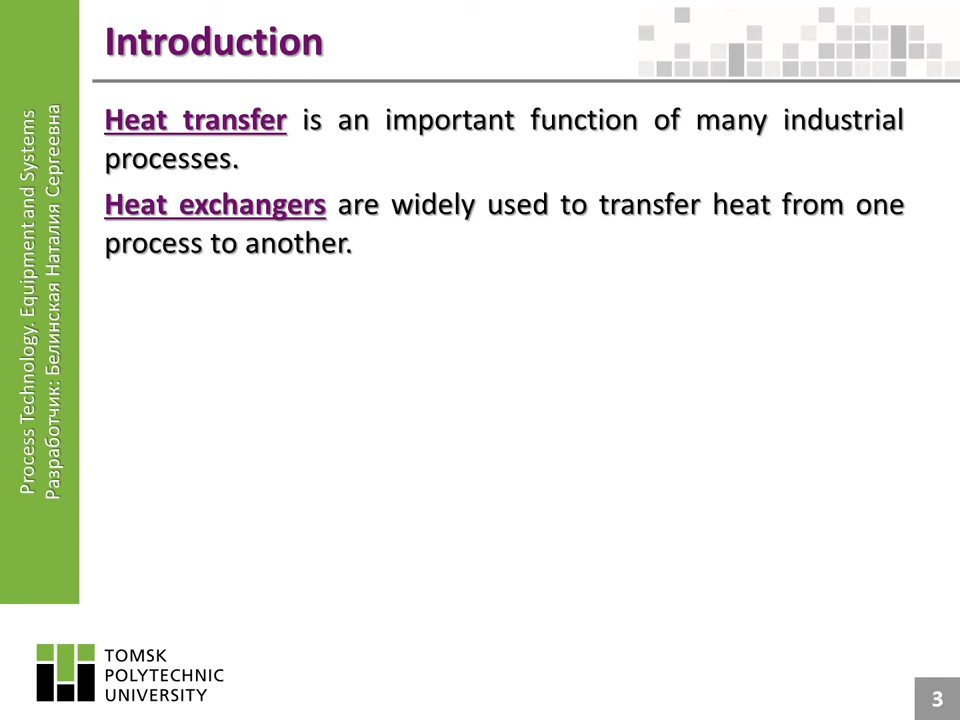 Introduction
Heat transfer is an important function of many industrial
processes.
Heat exchangers are widely used to transfer heat from one
process to another.
Process Technology. Equipment and Systems
Разработчик: Белинская Наталия Сергеевна
TOMSK
POLYTECHNIC
UNIVERSITY
3